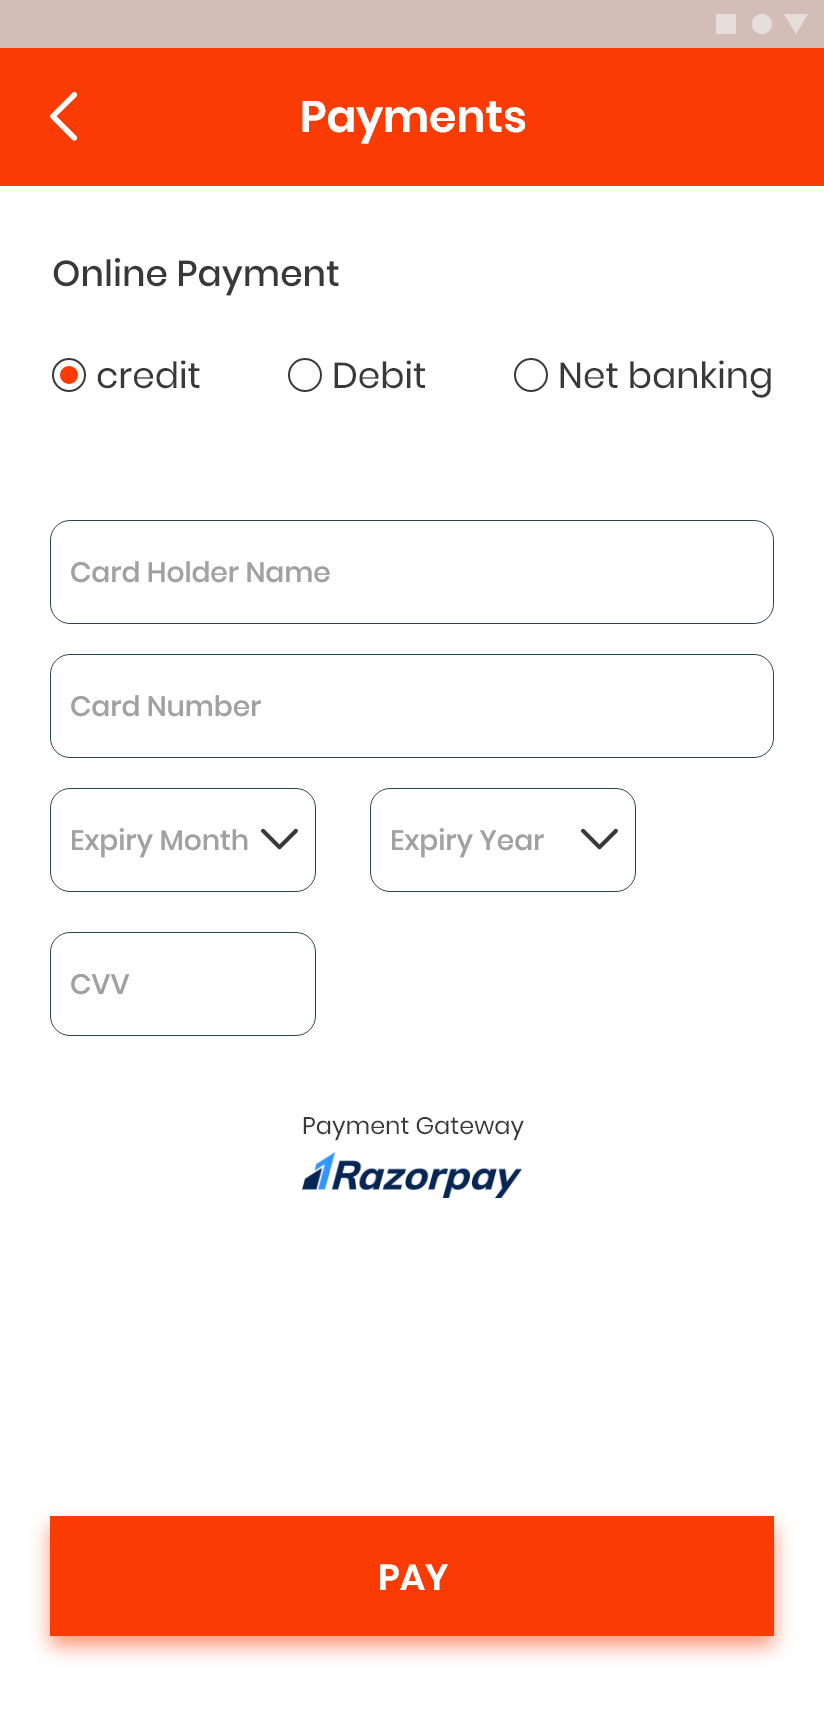 Payments
Online Payment
credit Debit Net banking
Card Holder Name
Card Number
Expiry Month Expiry Year
CVV
Payment Gateway
Razorpay
PAY